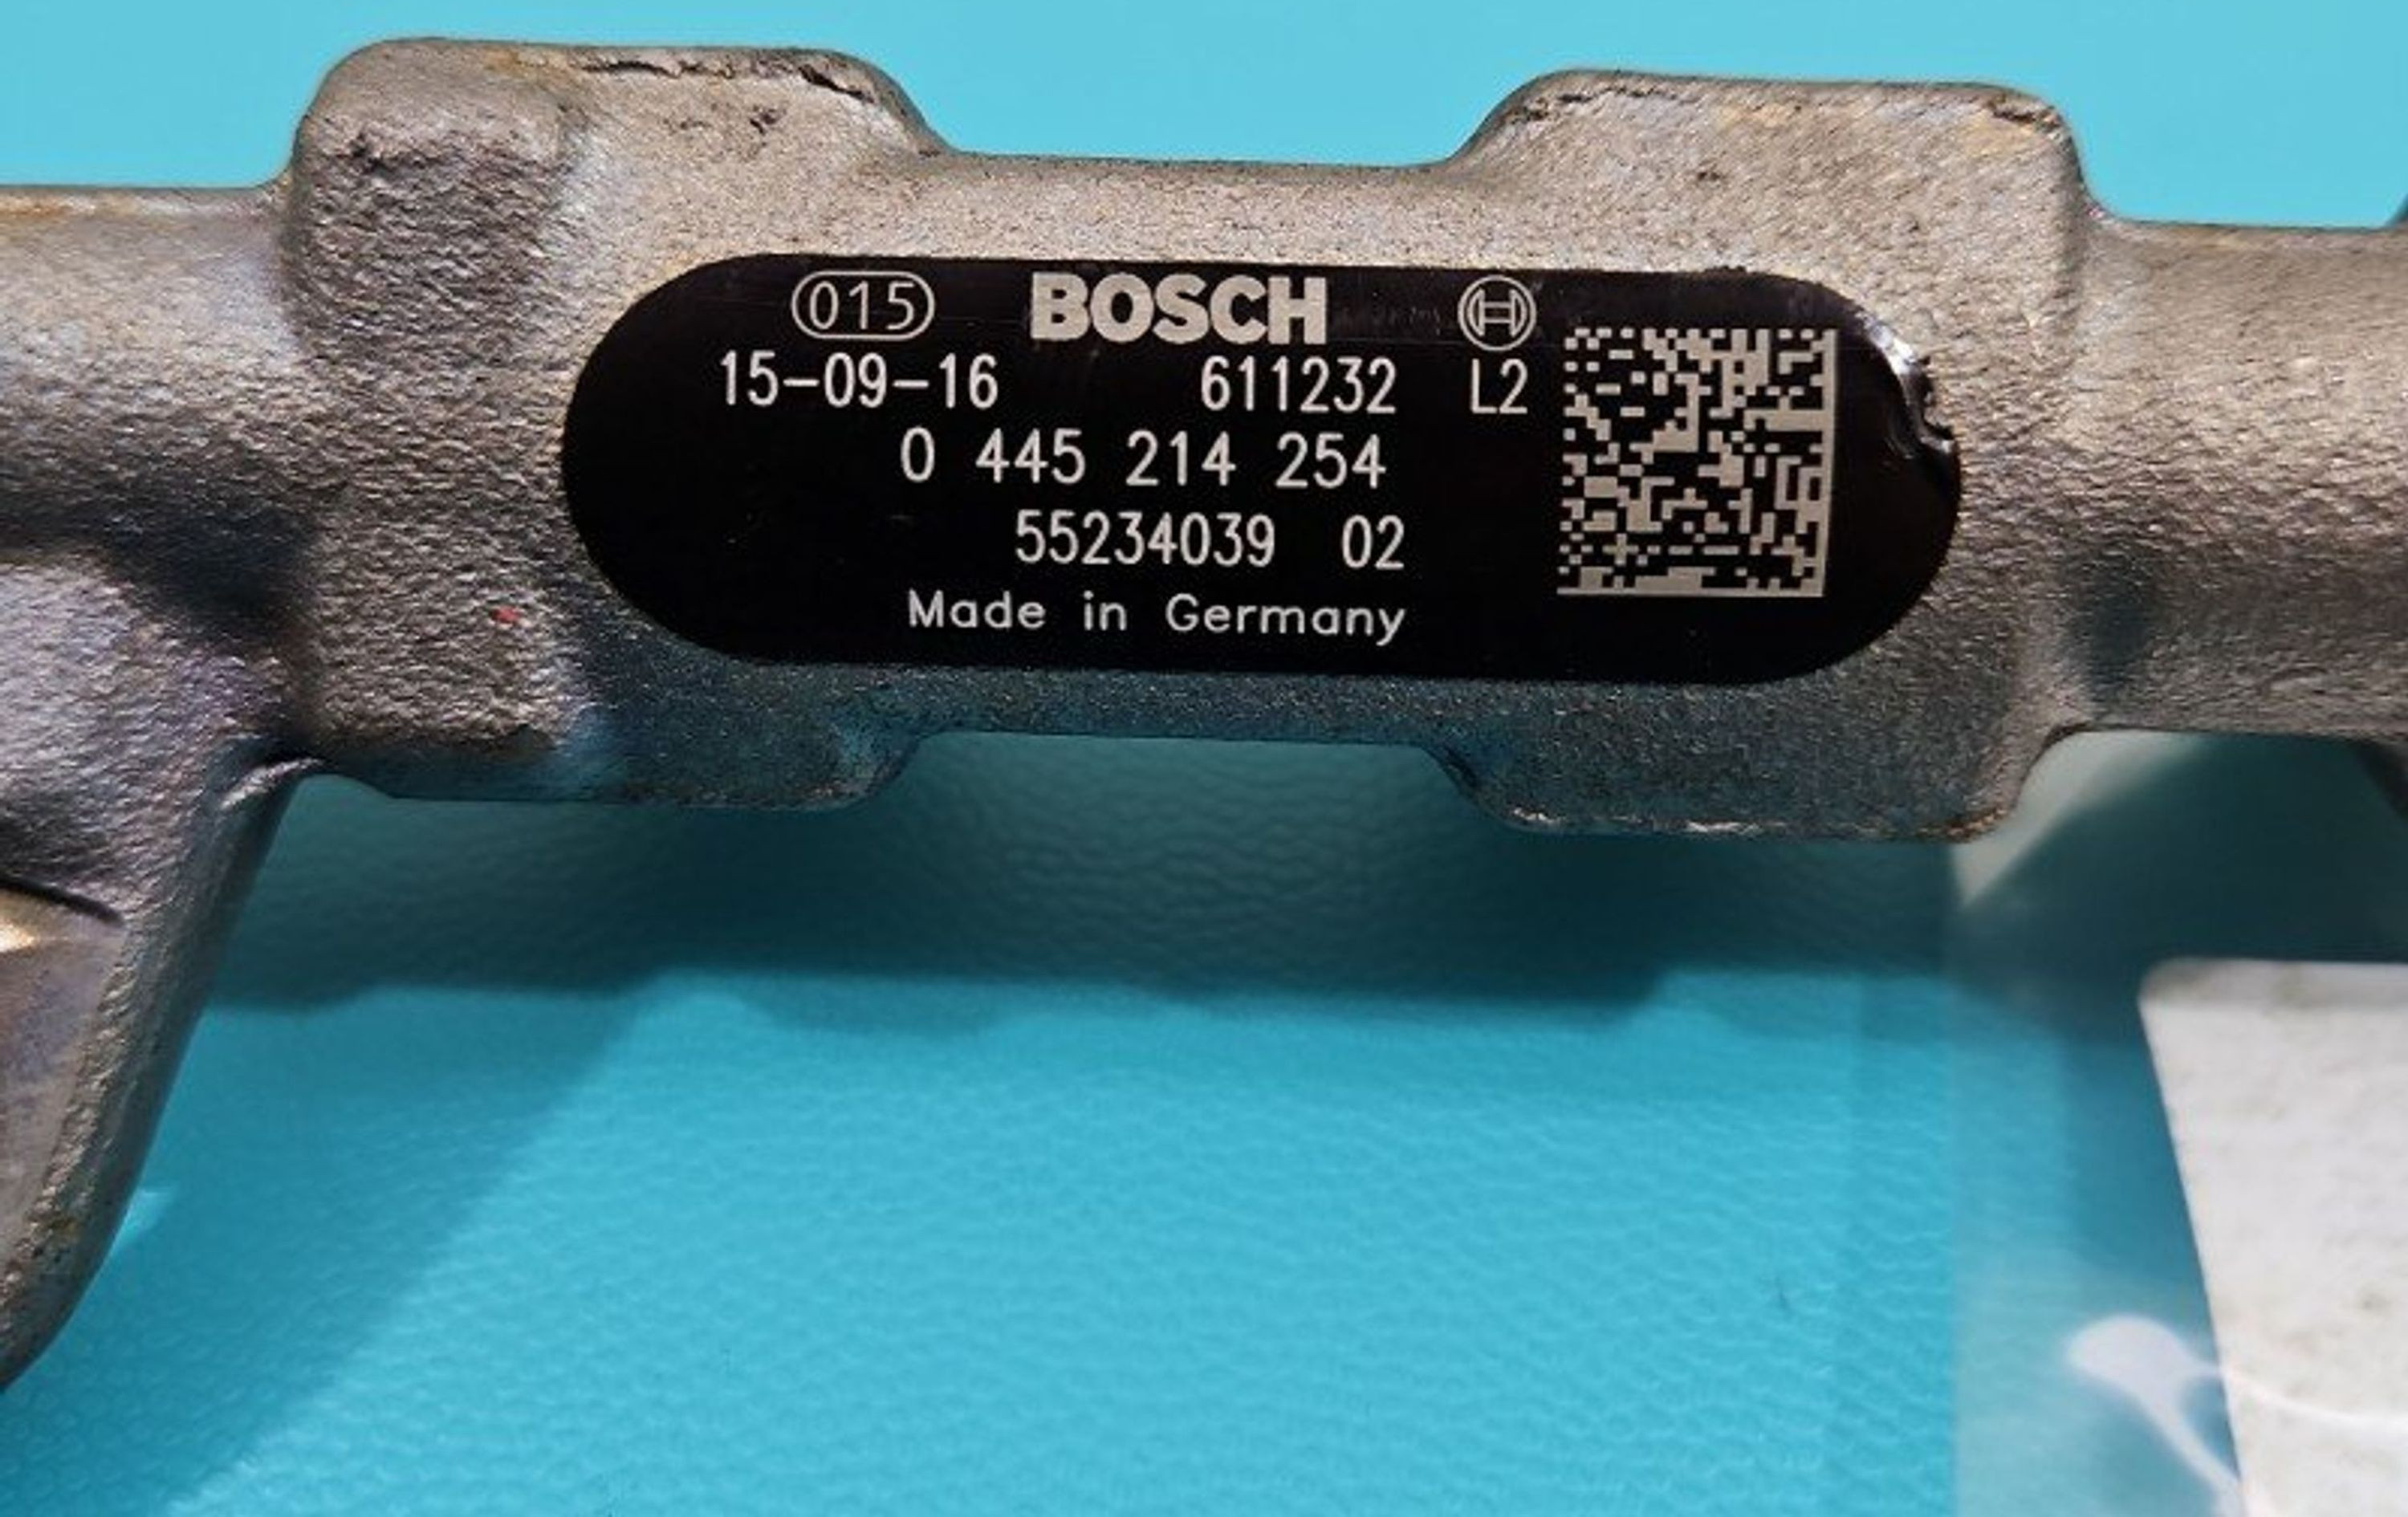 015 BOSCH
15-09-16 611232 L2
0 445 214 254
55234039 02
Made in Germany